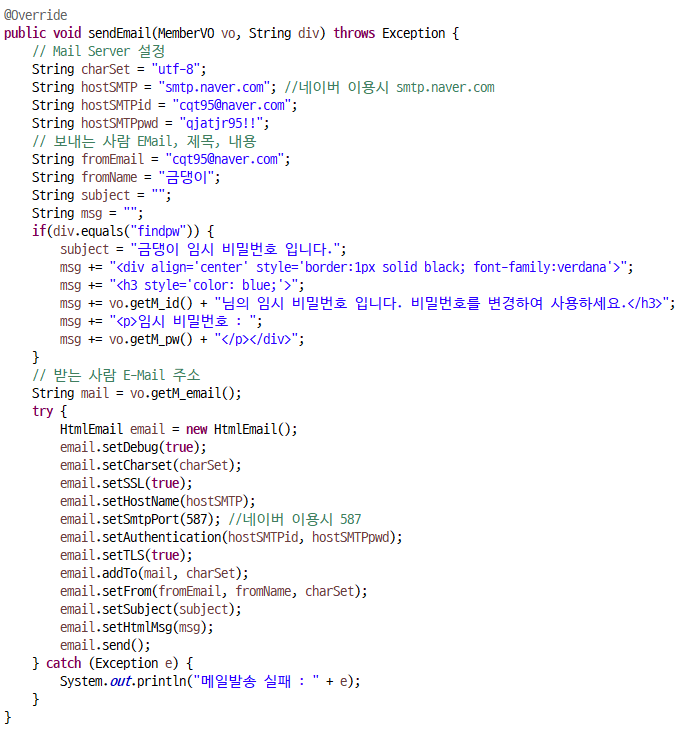 @Override
public void sendEmail(MemberVO vo, String div) throws Exception {
// Mail Server 설정
String charSet = "utf-8";
String hostSMTP = "smtp.naver.com"; //네이버 이용시 smtp.naver.com
String hostSMTPid = "cqt95@naver.com";
String hostSMTPpwd = "qjatjr95!!";
// 보내는 사람 EMail, 제목, 내용
String fromEmail = "cqt95@naver.com";
String fromName = "금댕이";
String subject = "";
String msg = "";
if(div.equals("findpw")) {
subject = "금댕이 임시 비밀번호 입니다.";
msg += "<div align='center' style='border:1px solid black; font-family:verdana'>";
msg += "<h3 style='color: blue;'>";
msg += vo.getM_id() + "님의 임시 비밀번호 입니다. 비밀번호를 변경하여 사용하세요.</h3>";
msg += "<p>임시 비밀번호 : ";
msg += vo.getM_pw() + "</p></div>";
}
// 받는 사람 E-Mail 주소
String mail = vo.getM_email();
try {
HtmlEmail email = new HtmlEmail();
email.setDebug(true);
email.setCharset(charSet);
email.setSSL(true);
email.setHostName(hostSMTP);
email.setSmtpPort(587); //네이버 이용시 587
email.setAuthentication(hostSMTPid, hostSMTPpwd);
email.setTLS(true);
email.addTo(mail, charSet);
email.setFrom(fromEmail, fromName, charSet);
email.setSubject(subject);
email.setHtmlMsg(msg);
email.send();
} catch (Exception e) {
System.out.println("메일발송 실패 : " + e);
}
}